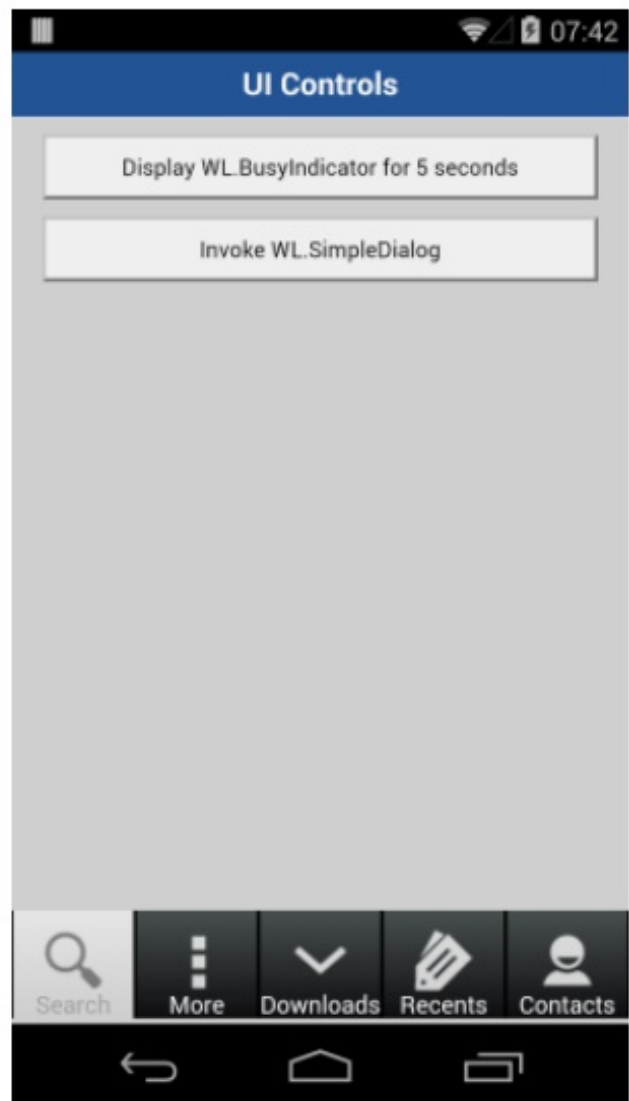 07:42
UI Controls
Display WL.BusyIndicator for 5 seconds
Invoke WL.SimpleDialog
Search More Downloads Recents Contacts